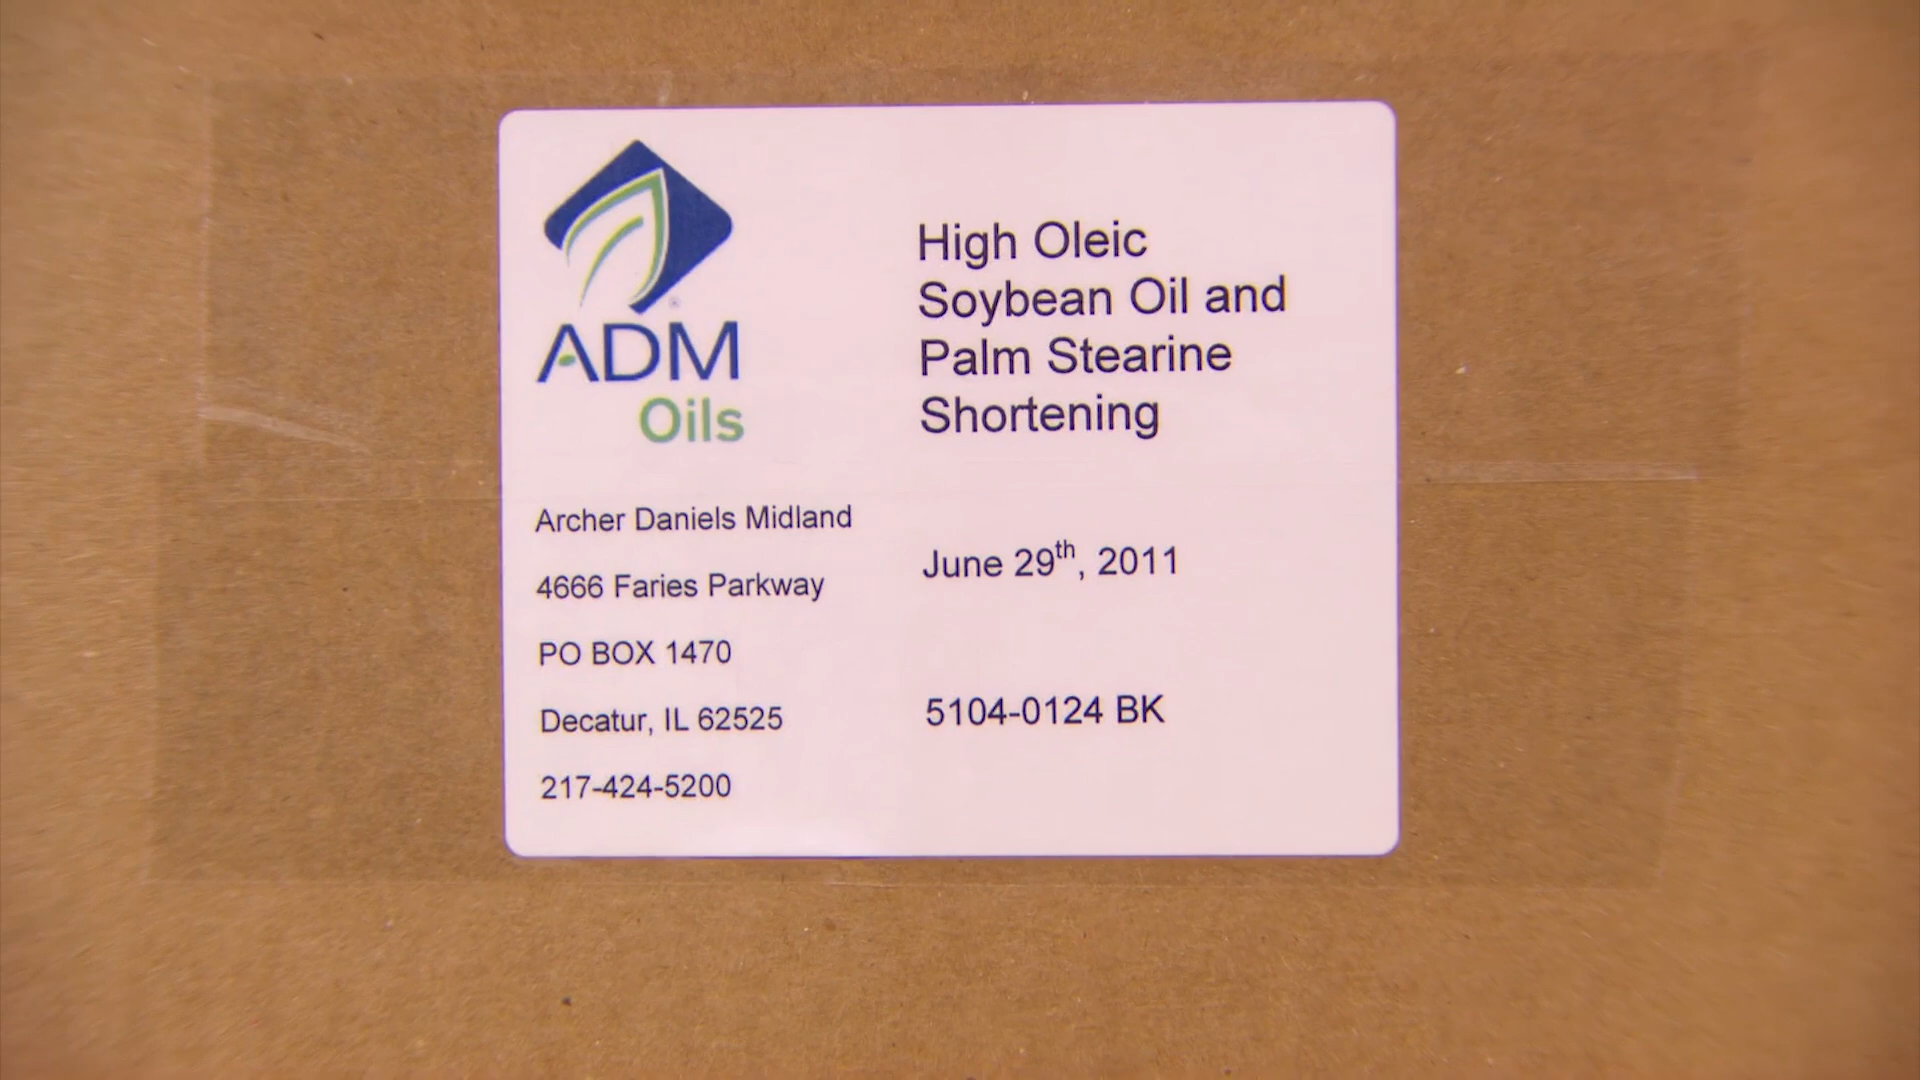 ADM
Oils
High Oleic
Soybean Oil and
Palm Stearine
Shortening
Archer Daniels Midland
4666 Faries Parkway
PO BOX 1470
Decatur, IL 62525
217-424-5200
June 29th, 2011
5104-0124 BK